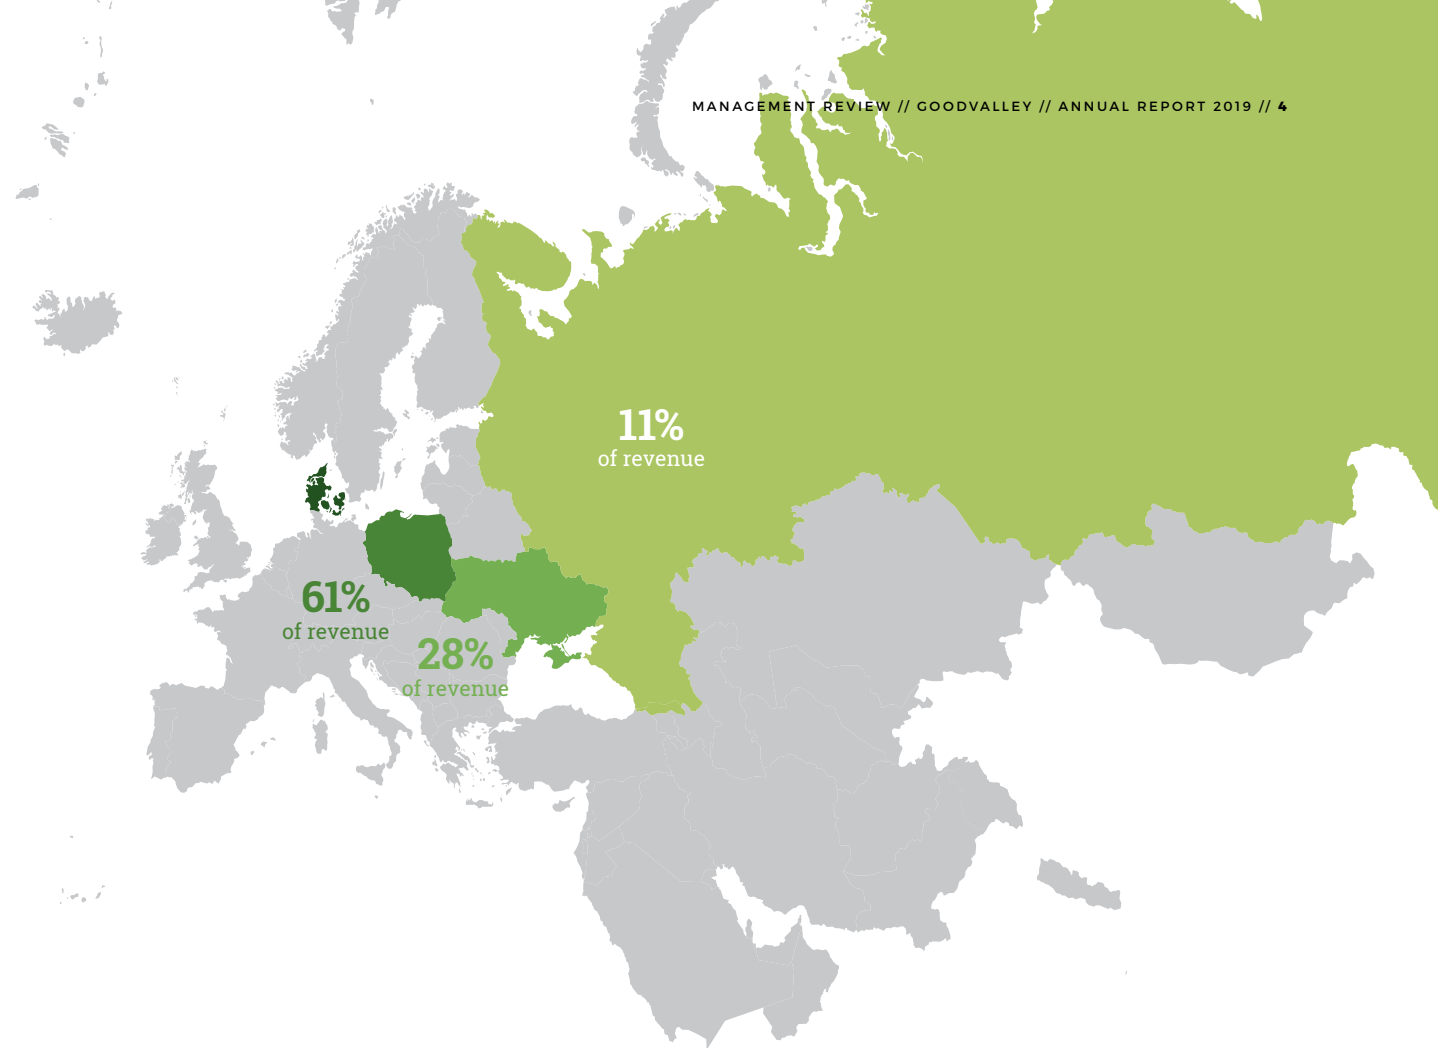 MANAGEMENT REVIEW // GOODVALLEY // ANNUAL REPORT 2019 // 4
11%
of revenue
61%
of revenue
28%
of revenue